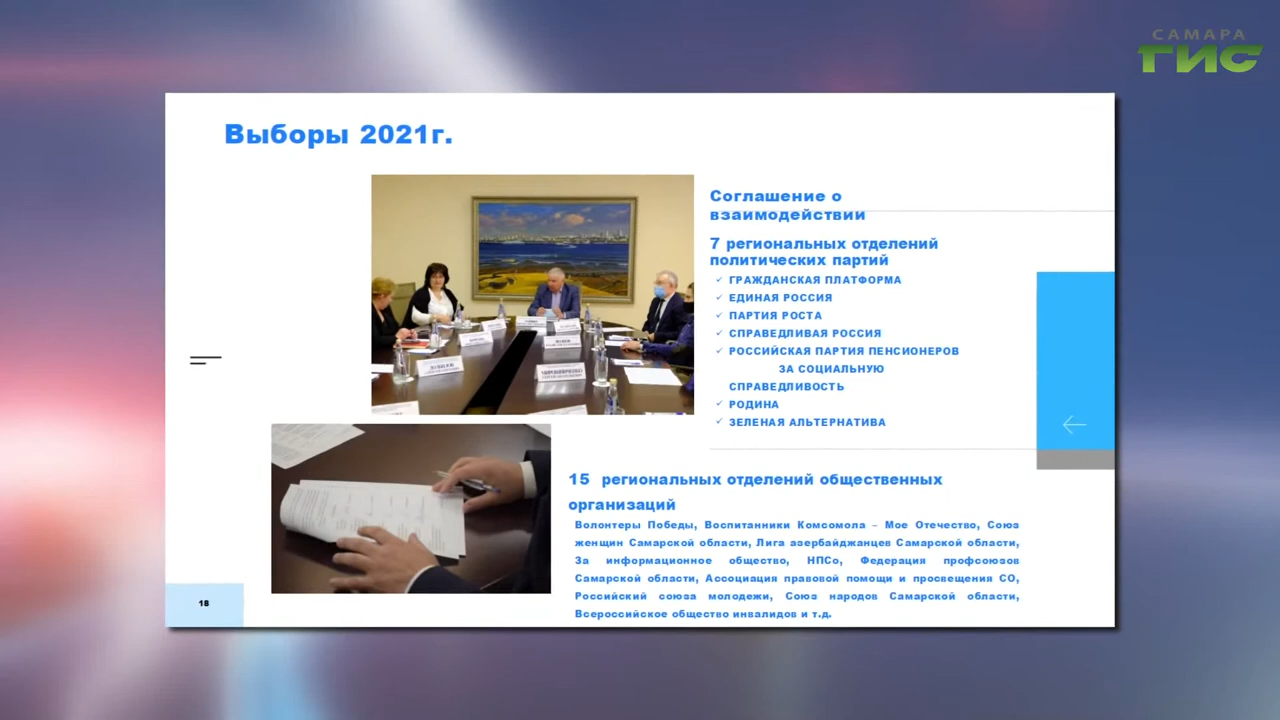 САМАРА
ГИС
Выборы 2021г.
Соглашение о
взаимодействии
7 региональных отделений
политических партий
ГРАЖДАНСКАЯ ПЛАТФОРМА
ЕДИНАЯ РОССИЯ
ПАРТИЯ РОСТА
СПРАВЕДЛИВАЯ РОССИЯ
РОССИЙСКАЯ ПАРТИЯ ПЕНСИОНЕРОВ
ЗА СОЦИАЛЬНУЮ
СПРАВЕДЛИВОСТЬ
РОДИНА
ЗЕЛЕНАЯ АЛЬТЕРНАТИВА
15 региональных отделений общественных
организаций
Волонтеры Победы, Воспитанники Комсомола – Мое Отечество, Союз
женщин Самарской области, Лига азербайджанцев Самарской области,
За информационное общество, НПСо, Федерация профсоюзов
Самарской области, Ассоциация правовой помощи и просвещения СО,
Российский союза молодежи, Союз народов Самарской области,
Всероссийское общество инвалидов и т.д.
18